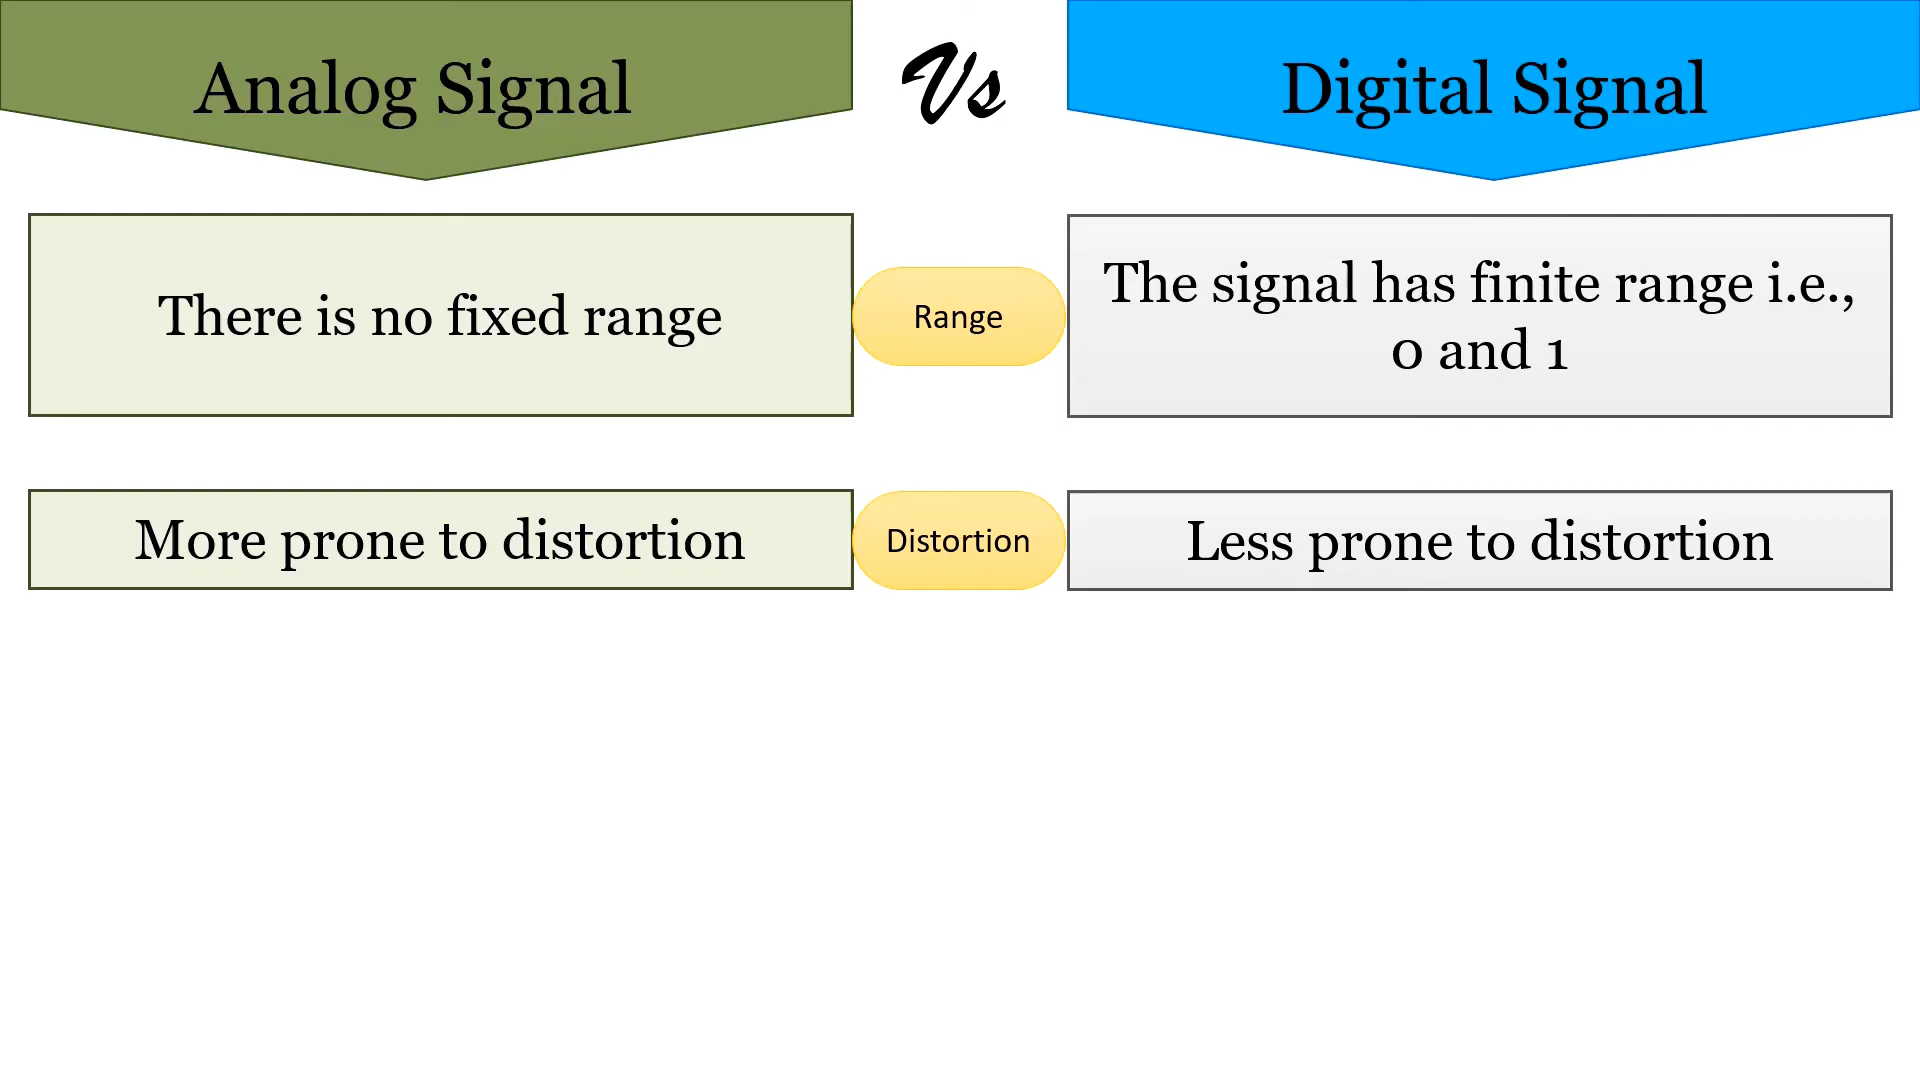 Analog Signal
Vs
Digital Signal
There is no fixed range
Range
The signal has finite range i.e.,
0 and 1
More prone to distortion
Distortion
Less prone to distortion